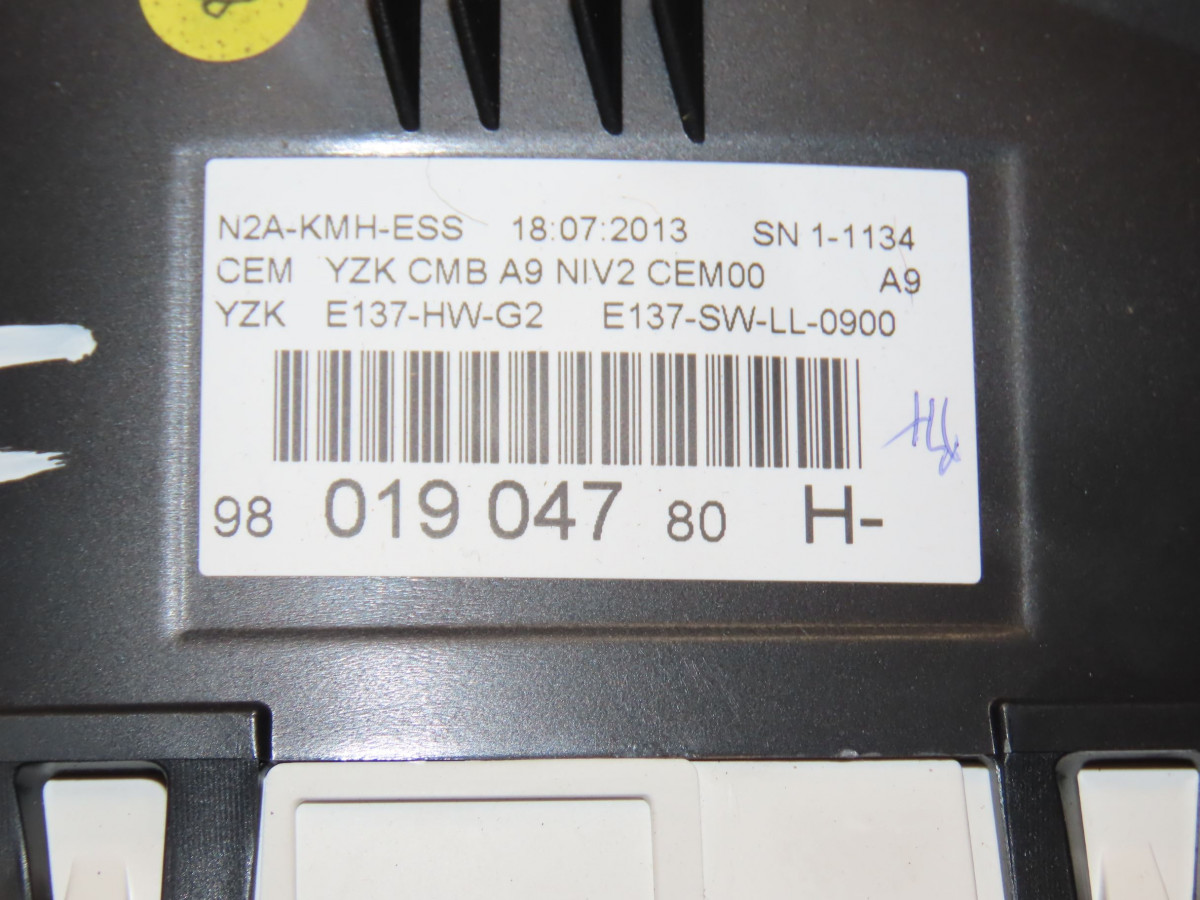 N2A-KMH-ESS 18:07:2013 SN 1-1134
CEM YZK CMB A9 NIV2 CEM00 A9
YZK E137-HW-G2 E137-SW-LL-0900
98 019 047 80 H-